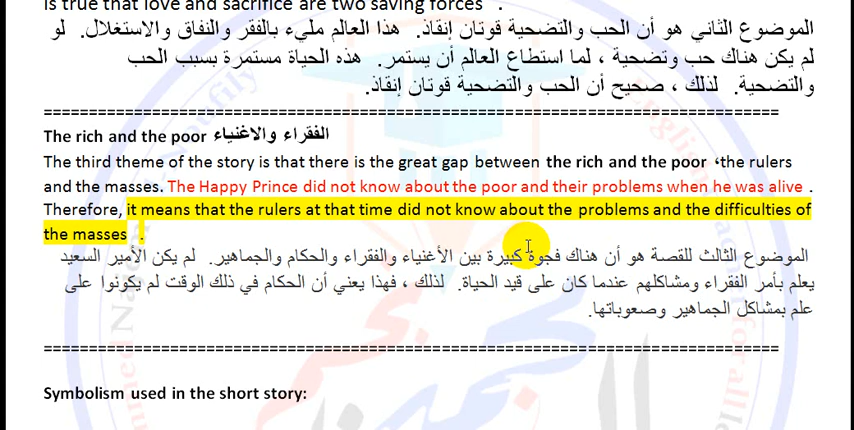 is true that love and sacrifice are two saving forces .
الموضوع الثاني هو أن الحب والتضحية قوتان إنقاذ. هذا العالم مليء بالفقر والنفاق والاستغلال. لو
لم يكن هناك حب وتضحية ، لما استطاع العالم أن يستمر. هذه الحياة مستمرة بسبب الحب
والتضحية. لذلك ، صحيح أن الحب والتضحية قوتان إنقاذ.
================================================================
The rich and the poor الفقراء والاغنياء
The third theme of the story is that there is the great gap between the rich and the poor ،the rulers
and the masses. The Happy Prince did not know about the poor and their problems when he was alive .
Therefore, it means that the rulers at that time did not know about the problems and the difficulties of
the masses .
الموضوع الثالث للقصة هو أن هناك فجوة كبيرة بين الأغنياء والفقراء والحكام والجماهير. لم يكن الأمير السعيد
يعلم بأمر الفقراء ومشاكلهم عندما كان على قيد الحياة. لذلك ، فهذا يعني أن الحكام في ذلك الوقت لم يكونوا على
علم بمشاكل الجماهير وصعوباتها.
================================================================
Symbolism used in the short story: